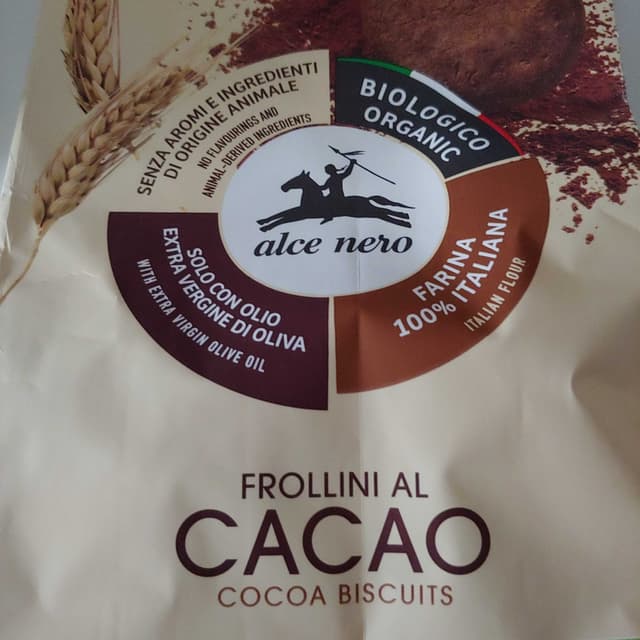 SENZA AROMI E INGREDIENTI
DI ORIGINE ANIMALE
NO FLAVOURINGS AND
ANIMAL DERIVED INGREDIENTS
BIOLOGICO
ORGANIC
alce nero
SOLO CON OLIO
EXTRA VERGINE DI OLIVA
WITH EXTRA VIRGIN OLIVE OIL
FARINA
100% ITALIANA
ITALIAN FLOUR
FROLLINI AL
CACAO
COCOA BISCUITS